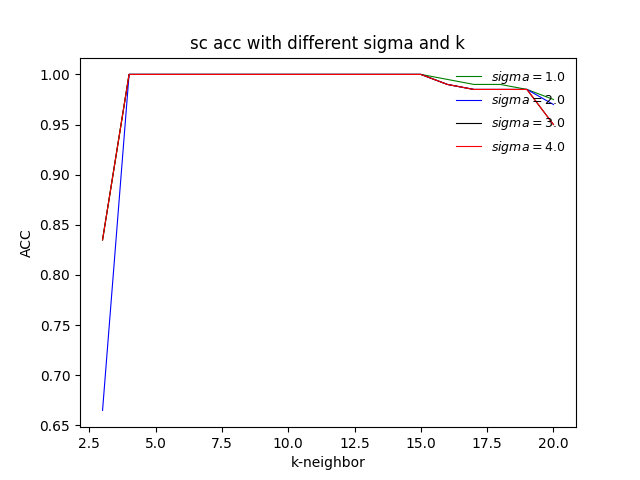 sc acc with different sigma and k
1.00
0.95
0.90
0.85
0.80
0.75
0.70
0.65
ACC
sigma = 1.0
sigma = 2.0
sigma = 3.0
sigma = 4.0
2.5 5.0 7.5 10.0 12.5 15.0 17.5 20.0
k-neighbor